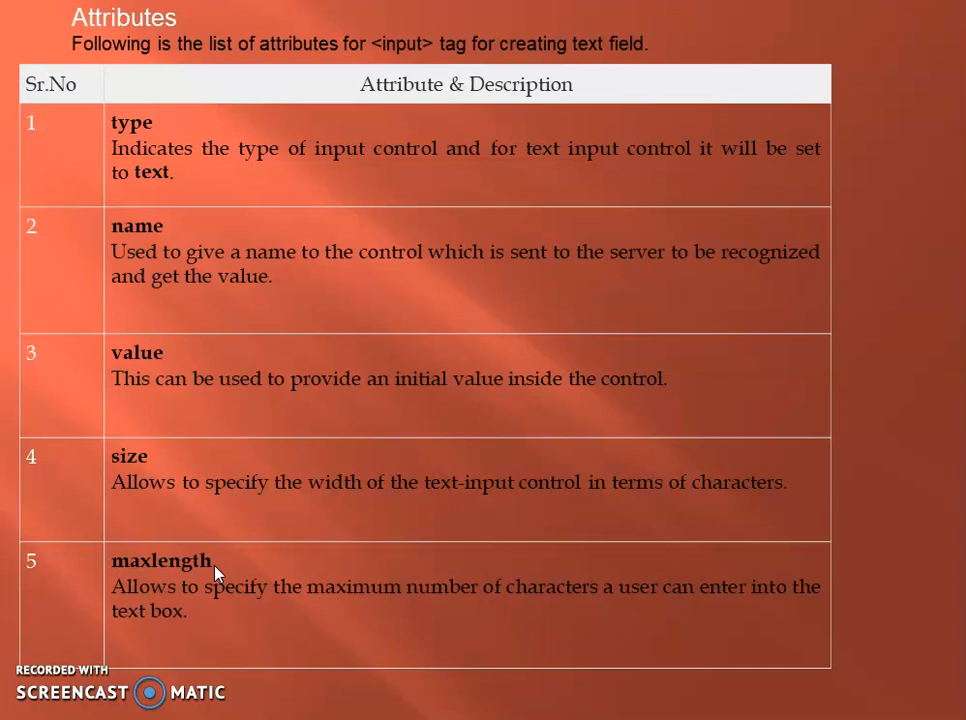 Attributes
Following is the list of attributes for <input> tag for creating text field.
Sr.No Attribute & Description
1 type
Indicates the type of input control and for text input control it will be set
to text.
2 name
Used to give a name to the control which is sent to the server to be recognized
and get the value.
3 value
This can be used to provide an initial value inside the control.
4 size
Allows to specify the width of the text-input control in terms of characters.
5 maxlength
Allows to specify the maximum number of characters a user can enter into the
text box.
RECORDED WITH
SCREENCAST MATIC